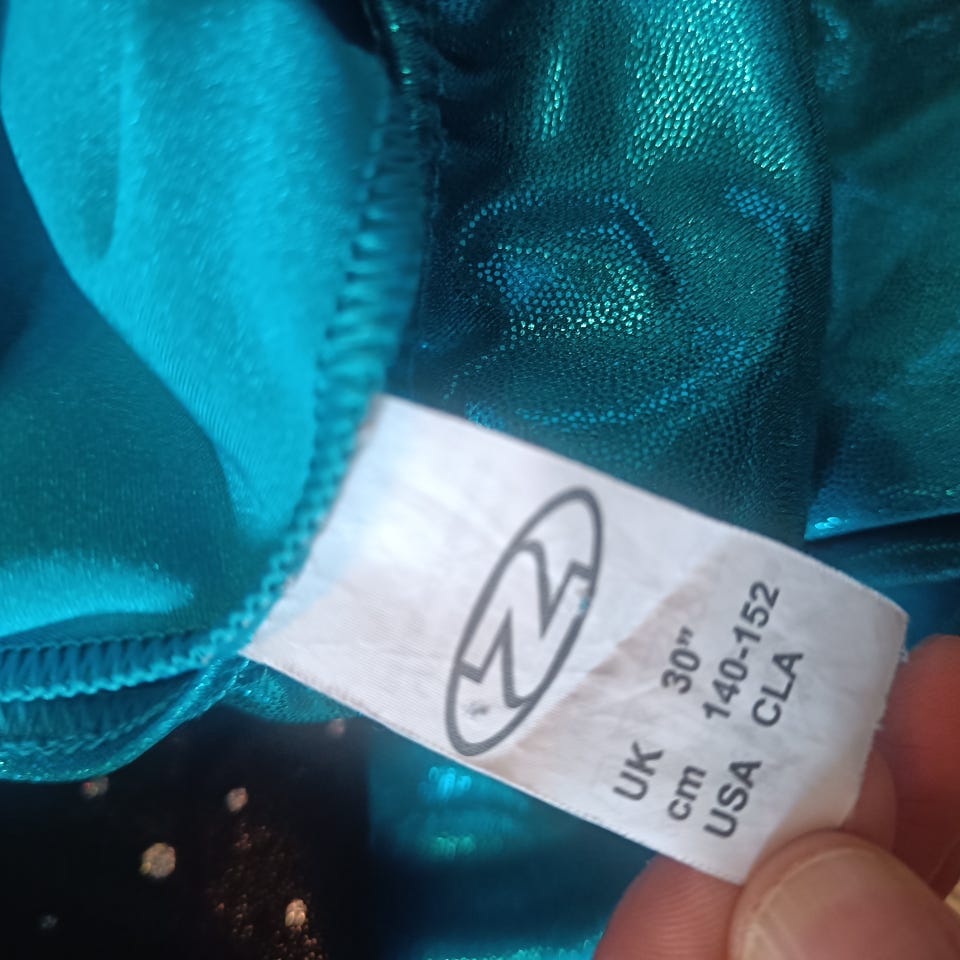 Z
UK 30"
cm 140-152
USA CLA